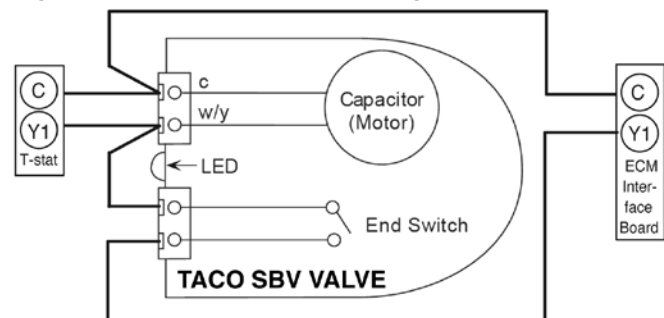 C
Y1
T-stat
c
w/y
LED
Capacitor
(Motor)
End Switch
TACO SBV VALVE
C
Y1
ECM
Inter-
face
Board